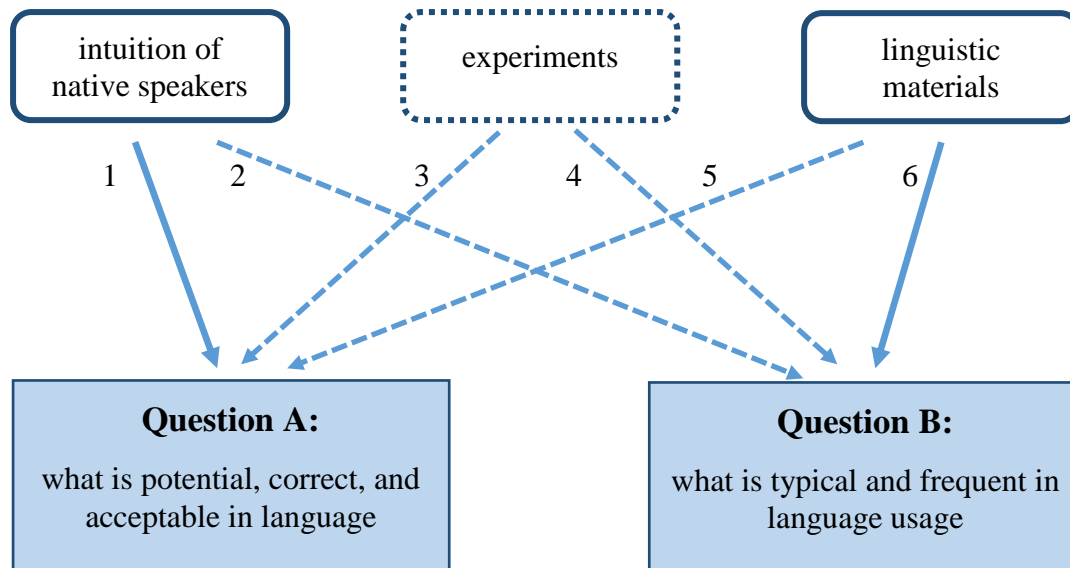 intuition of
native speakers
experiments
linguistic
materials
1
2
3
4
5
6
Question A:
what is potential, correct, and
acceptable in language
Question B:
what is typical and frequent in
language usage